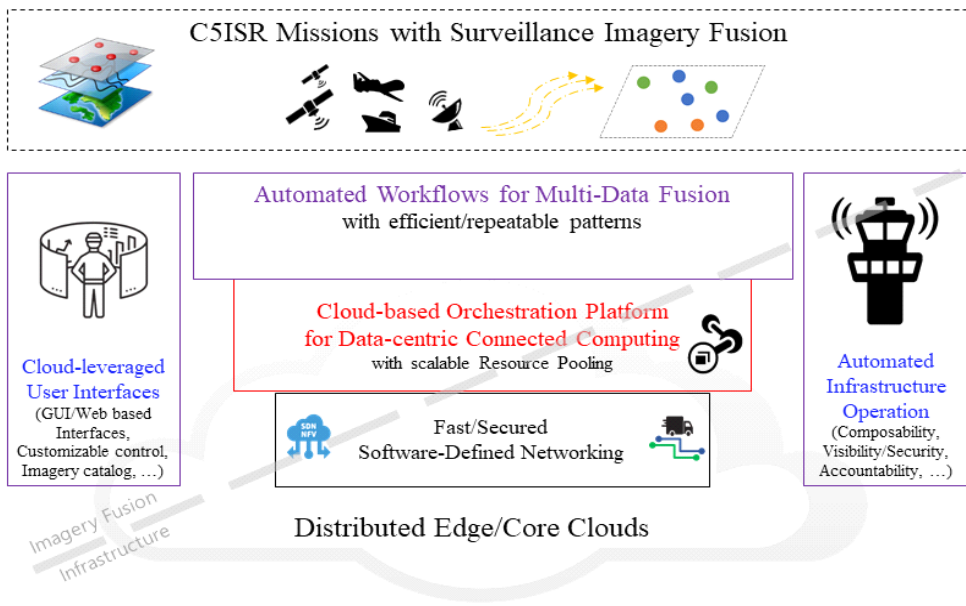 C5ISR Missions with Surveillance Imagery Fusion
Automated Workflows for Multi-Data Fusion
with efficient/repeatable patterns
Cloud-based Orchestration Platform
for Data-centric Connected Computing
with scalable Resource Pooling
Cloud-leveraged
User Interfaces
(GUI/Web based
Interfaces,
Customizable control,
Imagery catalog, …)
Automated
Infrastructure
Operation
(Composability,
Visibility/Security,
Accountability, …)
SDN
NFV
Fast/Secured
Software-Defined Networking
Imagery Fusion
Infrastructure
Distributed Edge/Core Clouds